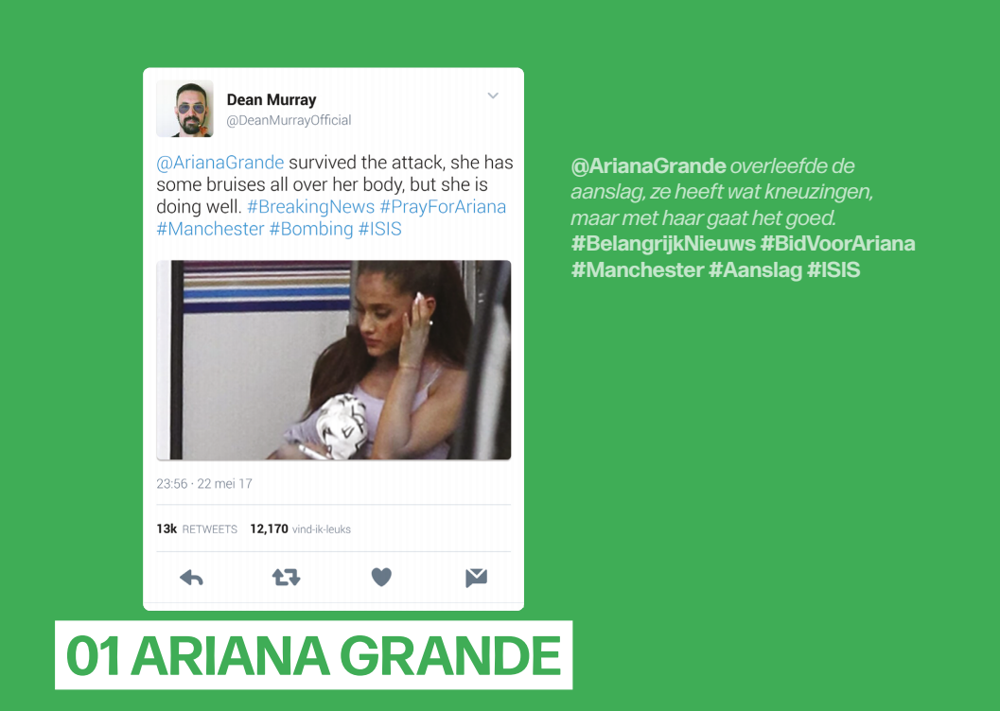 Dean Murray
@DeanMurrayOfficial
@ArianaGrande survived the attack, she has
some bruises all over her body, but she is
doing well. #BreakingNews #PrayForAriana
#Manchester #Bombing #ISIS
23:56 · 22 mei 17
13k RETWEETS 12,170 vind-ik-leuks
@ArianaGrande overleefde de
aanslag, ze heeft wat kneuzingen,
maar met haar gaat het goed.
#BelangrijkNieuws #BidVoorAriana
#Manchester #Aanslag #ISIS
01 ARIANA GRANDE